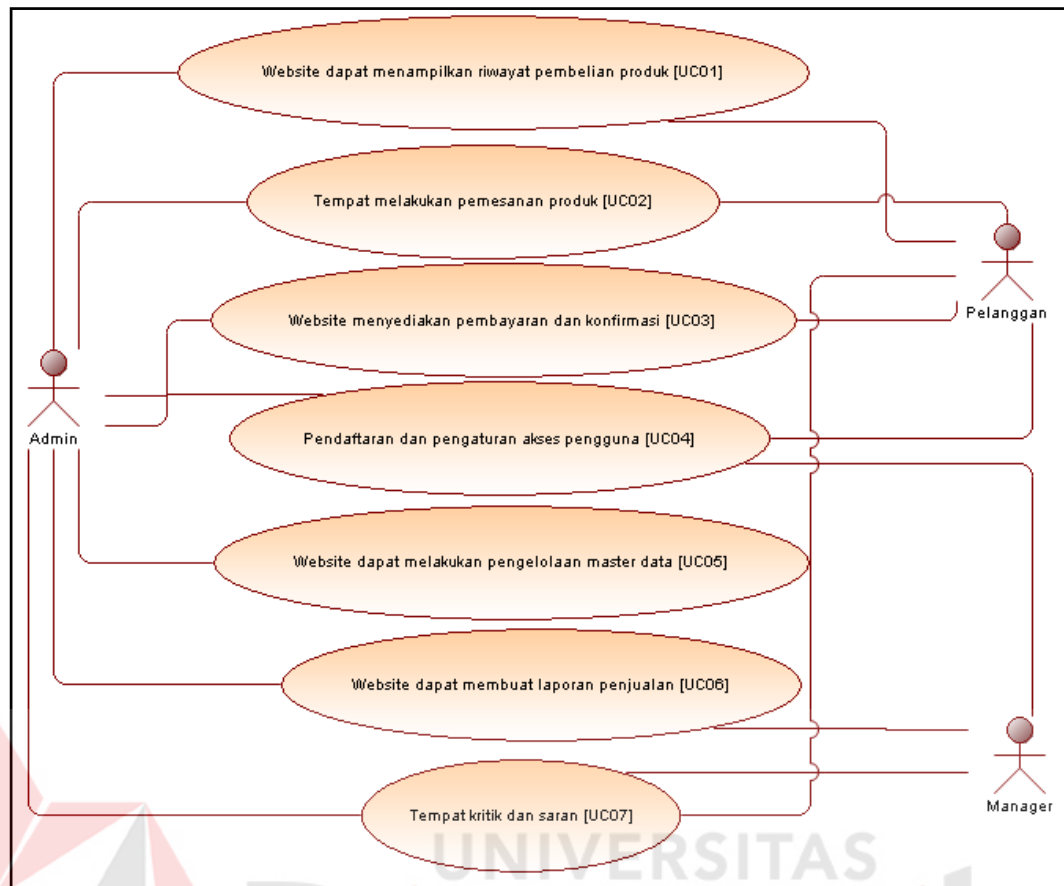 Website dapat menampilkan riwayat pembelian produk [UC01]
Tempat melakukan pemesanan produk [UC02]
Pelanggan
Website menyediakan pembayaran dan konfirmasi [UC03]
Admin
Pendaftaran dan pengaturan akses pengguna [UC04]
Website dapat melakukan pengelolaan master data [UC05]
Website dapat membuat laporan penjualan [UC06]
Manager
Tempat kritik dan saran [UC07]
UNIVERSITAS